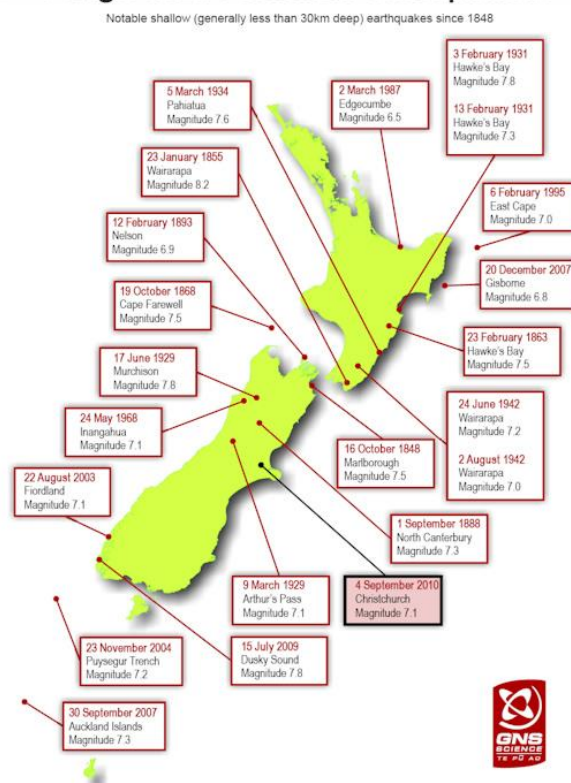 Notable shallow (generally less than 30km deep) earthquakes since 1848
3 February 1931
Hawke's Bay
Magnitude 7.8
13 February 1931
Hawke's Bay
Magnitude 7.3
5 March 1934
Pahiatua
Magnitude 7.6
2 March 1987
Edgecumbe
Magnitude 6.5
23 January 1855
Wairarapa
Magnitude 8.2
6 February 1995
East Cape
Magnitude 7.0
12 February 1893
Nelson
Magnitude 6.9
20 December 2007
Gisborne
Magnitude 6.8
19 October 1868
Cape Farewell
Magnitude 7.5
23 February 1863
Hawke's Bay
Magnitude 7.5
17 June 1929
Murchison
Magnitude 7.8
24 June 1942
Wairarapa
Magnitude 7.2
2 August 1942
Wairarapa
Magnitude 7.0
24 May 1968
Inangahua
Magnitude 7.1
16 October 1848
Marlborough
Magnitude 7.5
22 August 2003
Fiordland
Magnitude 7.1
1 September 1888
North Canterbury
Magnitude 7.3
9 March 1929
Arthur's Pass
Magnitude 7.1
4 September 2010
Christchurch
Magnitude 7.1
23 November 2004
Puysegur Trench
Magnitude 7.2
15 July 2009
Dusky Sound
Magnitude 7.8
30 September 2007
Auckland Islands
Magnitude 7.3
GNS
SCIENCE
TE PŪ AO